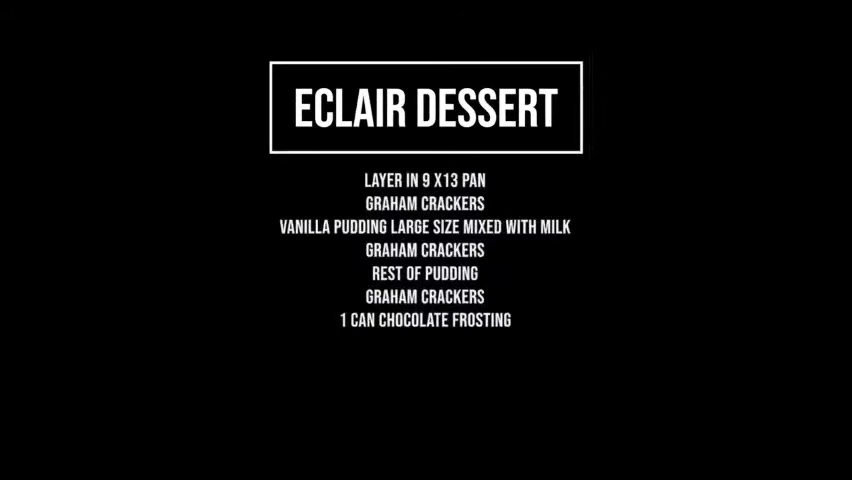 ECLAIR DESSERT
LAYER IN 9 X13 PAN
GRAHAM CRACKERS
VANILLA PUDDING LARGE SIZE MIXED WITH MILK
GRAHAM CRACKERS
REST OF PUDDING
GRAHAM CRACKERS
1 CAN CHOCOLATE FROSTING